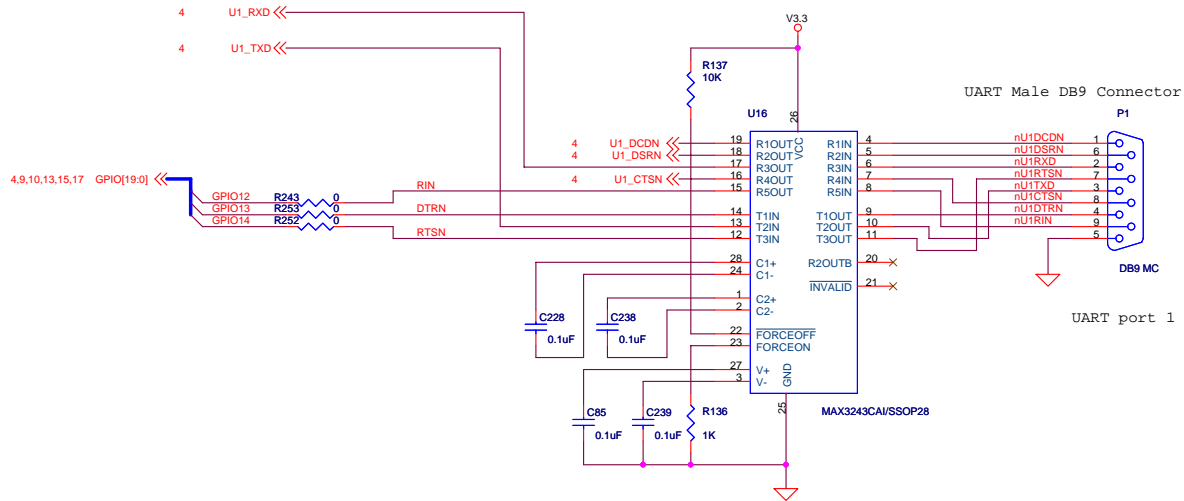 4 U1_RXD
V3.3
4 U1_TXD
R137
10K
UART Male DB9 Connector
U16
26
P1
4 U1_DCDN 19 R1OUT VCC R1IN 4 nU1DCDN 1
4 U1_DSRN 18 R2OUT R2IN 5 nU1DSRN 6
17 R3OUT R3IN 6 nU1RXD 2
4 U1_CTSN 16 R4OUT R4IN 7 nU1RTSN 7
4,9,10,13,15,17 GPIO[19:0] RIN 15 R5OUT R5IN 8 nU1TXD 3
GPIO12 R243 0 nU1CTSN 8
GPIO13 R253 0 DTRN 14 T1IN T1OUT 9 nU1DTRN 4
GPIO14 R252 0 13 T2IN T2OUT 10 nU1RIN 9
RTSN 12 T3IN T3OUT 11 5
28 C1+ R2OUTB 20
24 C1- DB9 MC
INVALID 21
1 C2+
2 C2-
UART port 1
C228 C238
0.1uF 0.1uF
22 FORCEOFF
23 FORCEON
27 V+
3 V- GND
25
C85 C239 R136 MAX3243CAI/SSOP28
0.1uF 0.1uF 1K